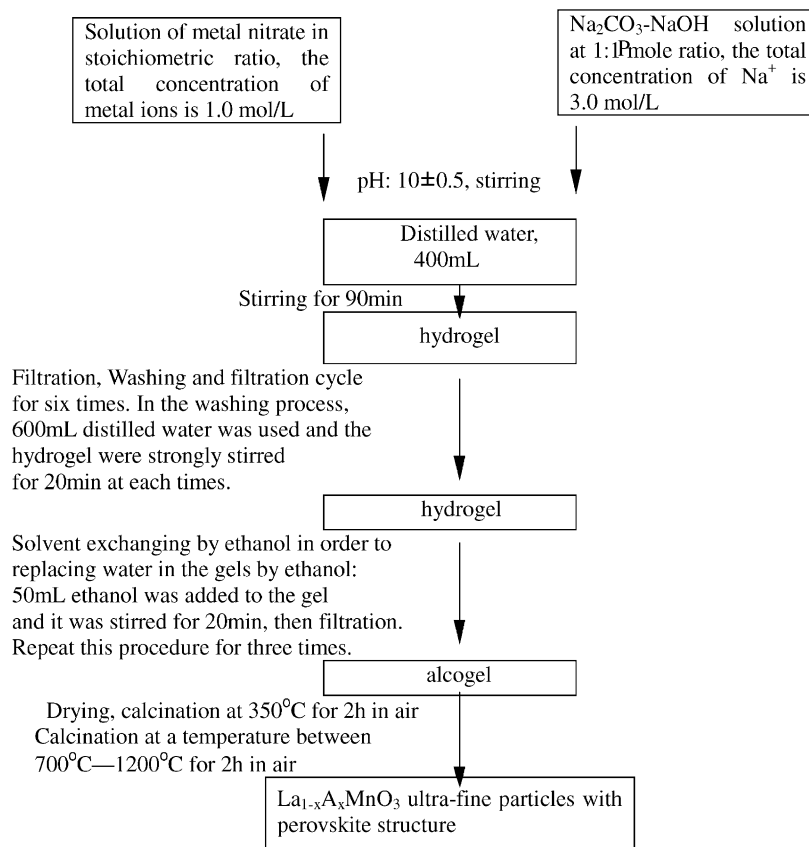 Solution of metal nitrate in
stoichiometric ratio, the
total concentration of
metal ions is 1.0 mol/L
Na₂CO₃-NaOH solution
at 1:1 mole ratio, the total
concentration of Na⁺ is
3.0 mol/L
pH: 10±0.5, stirring
Distilled water,
400mL
Stirring for 90min
hydrogel
Filtration, Washing and filtration cycle
for six times. In the washing process,
600mL distilled water was used and the
hydrogel were strongly stirred
for 20min at each times.
hydrogel
Solvent exchanging by ethanol in order to
replacing water in the gels by ethanol:
50mL ethanol was added to the gel
and it was stirred for 20min, then filtration.
Repeat this procedure for three times.
alcogel
Drying, calcination at 350°C for 2h in air
Calcination at a temperature between
700°C—1200°C for 2h in air
La₁₋ₓAₓMnO₃ ultra-fine particles with
perovskite structure